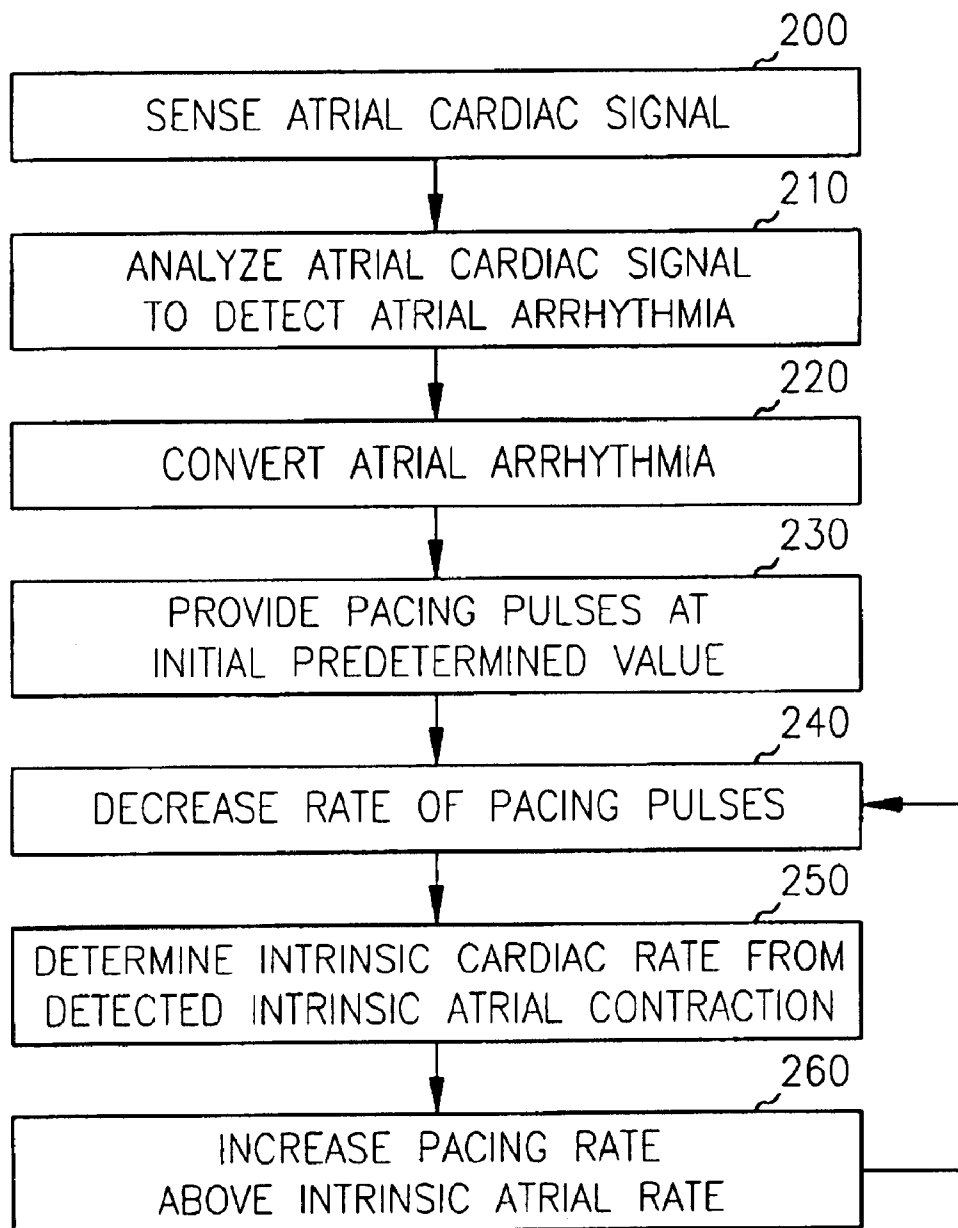 200
SENSE ATRIAL CARDIAC SIGNAL
210
ANALYZE ATRIAL CARDIAC SIGNAL
TO DETECT ATRIAL ARRHYTHMIA
220
CONVERT ATRIAL ARRHYTHMIA
230
PROVIDE PACING PULSES AT
INITIAL PREDETERMINED VALUE
240
DECREASE RATE OF PACING PULSES
250
DETERMINE INTRINSIC CARDIAC RATE FROM
DETECTED INTRINSIC ATRIAL CONTRACTION
260
INCREASE PACING RATE
ABOVE INTRINSIC ATRIAL RATE